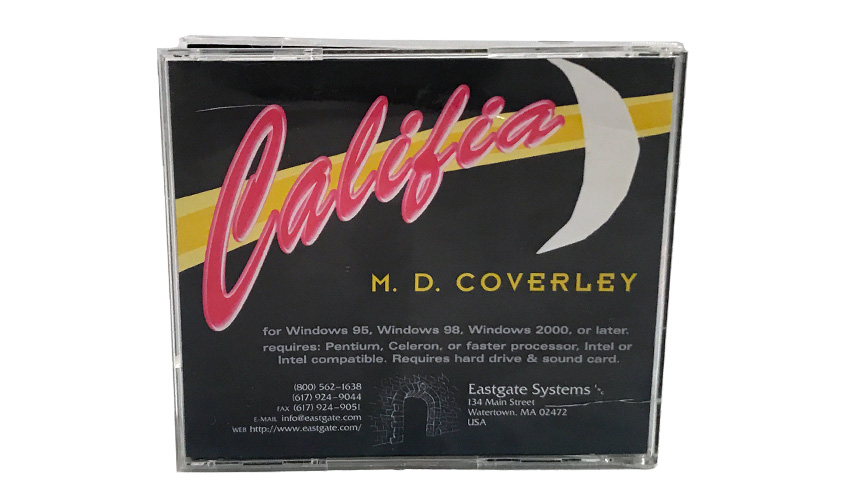 Califia
M. D. COVERLEY
for Windows 95, Windows 98, Windows 2000, or later.
requires: Pentium, Celeron, or faster processor, Intel or
Intel compatible. Requires hard drive & sound card.
(800) 562–1638
(617) 924–9044
FAX (617) 924–9051
E-MAIL info@eastgate.com
WEB http://www.eastgate.com/
Eastgate Systems Inc
134 Main Street
Watertown, MA 02472
USA